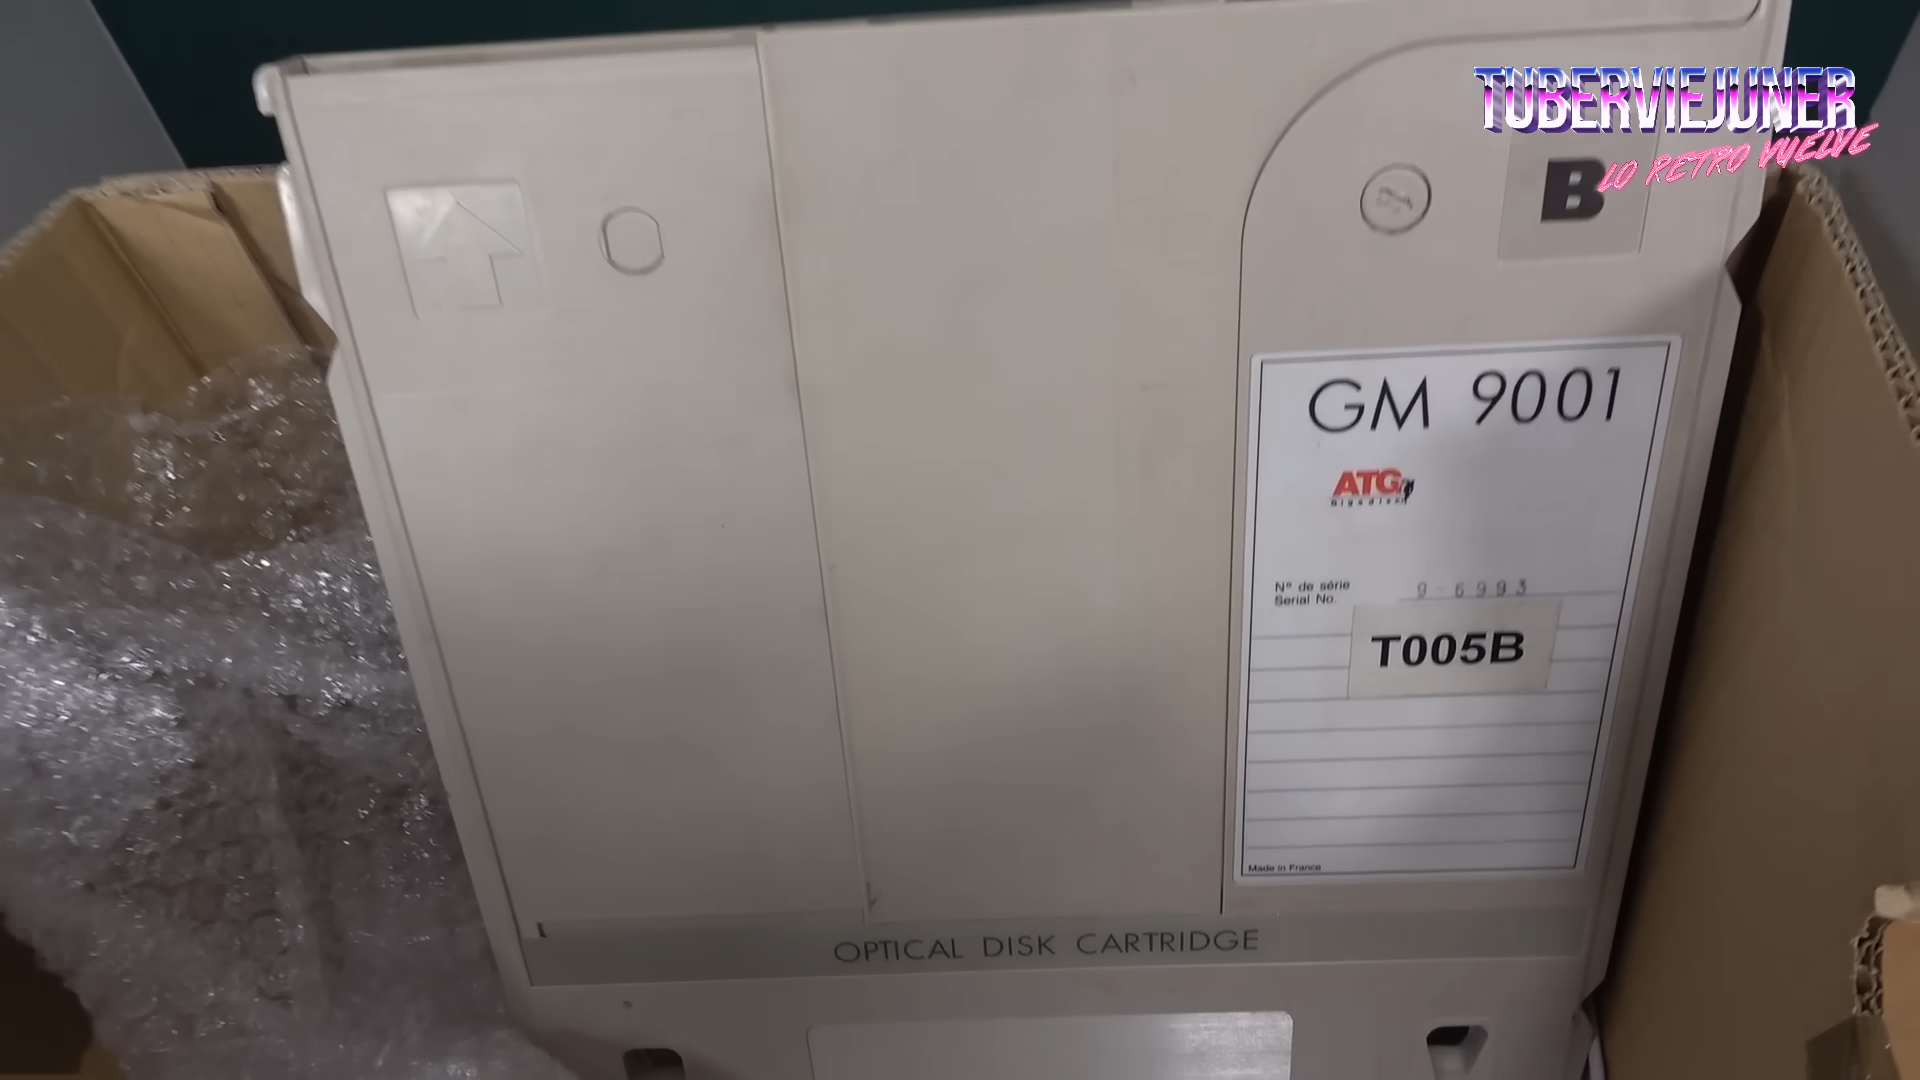 TUBERVIEJUNER
LO RETRO VUELVE
B
GM 9001
ATG
Gigadisc
N° de série
Serial No.
9-6993
T005B
Made in France
OPTICAL DISK CARTRIDGE